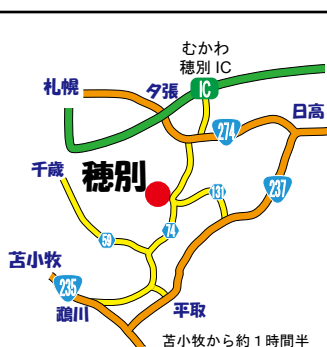 むかわ
穂別 IC
札幌
夕張
IC
日高
274
千歳
穂別
131
237
59
74
苫小牧
235
鵡川
平取
苫小牧から約1時間半